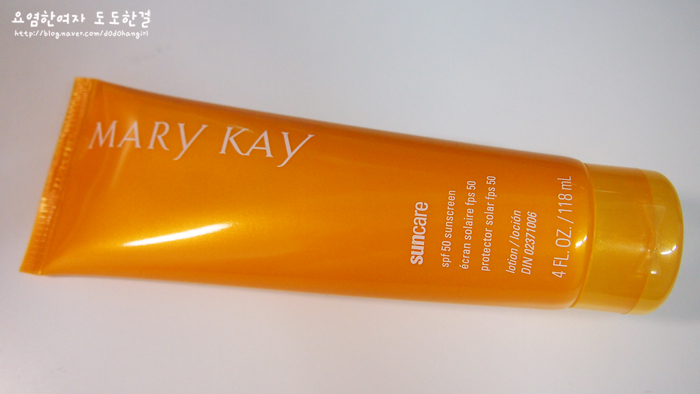 요염한여자 도도한걸
http://blog.naver.com/d0d0hangirl
MARY KAY
suncare
spf 50 sunscreen
écran solaire fps 50
protector solar fps 50
lotion / loción
DIN 02371006
4 FL. OZ. / 118 mL